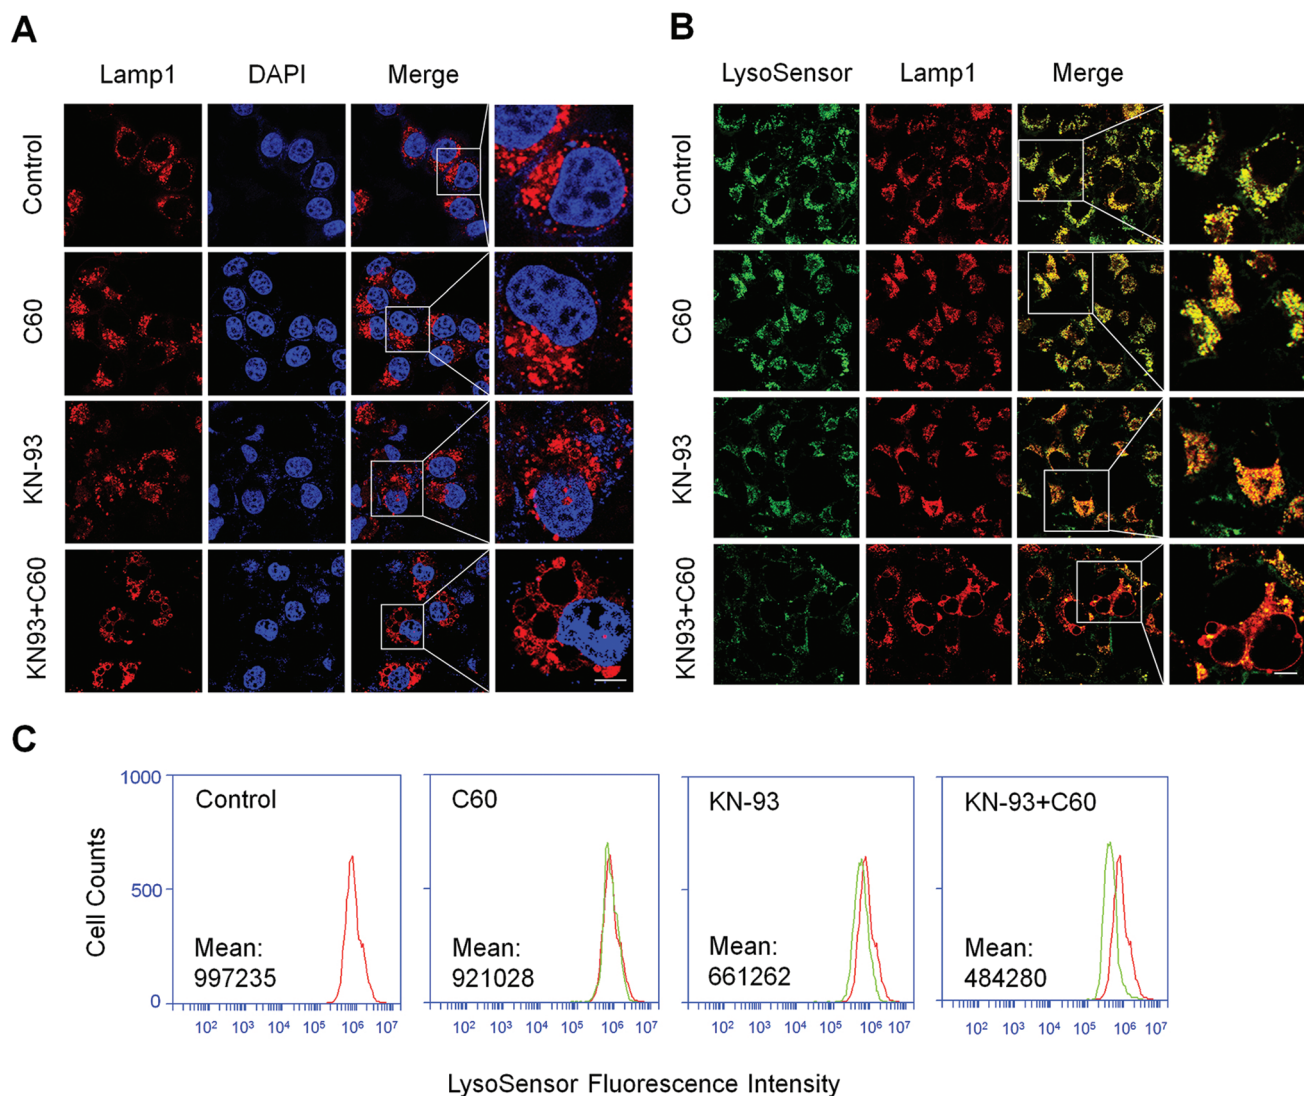 A
B
Lamp1 DAPI Merge
LysoSensor Lamp1 Merge
Control
C60
KN-93
KN93+C60
Control
C60
KN-93
KN93+C60
C
Cell Counts
1000
500
0
Control
Mean:
997235
10² 10³ 10⁴ 10⁵ 10⁶ 10⁷
C60
Mean:
921028
10² 10³ 10⁴ 10⁵ 10⁶ 10⁷
KN-93
Mean:
661262
10² 10³ 10⁴ 10⁵ 10⁶ 10⁷
KN-93+C60
Mean:
484280
10² 10³ 10⁴ 10⁵ 10⁶ 10⁷
LysoSensor Fluorescence Intensity